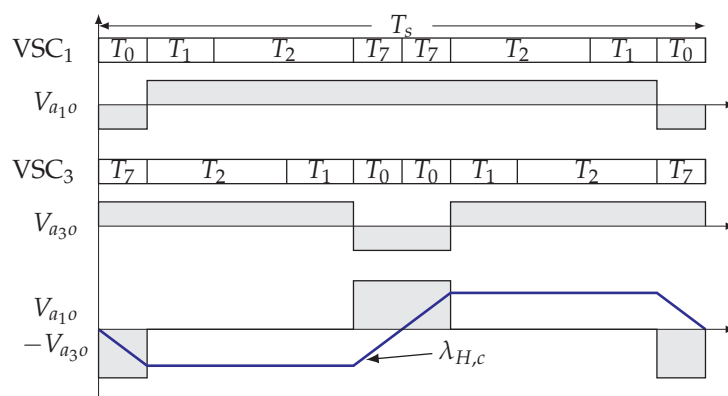 T_s
VSC_1 T_0 T_1 T_2 T_7 T_7 T_2 T_1 T_0
V_{a_1o}
VSC_3 T_7 T_2 T_1 T_0 T_0 T_1 T_2 T_7
V_{a_3o}
V_{a_1o}
−V_{a_3o}
λ_{H,c}